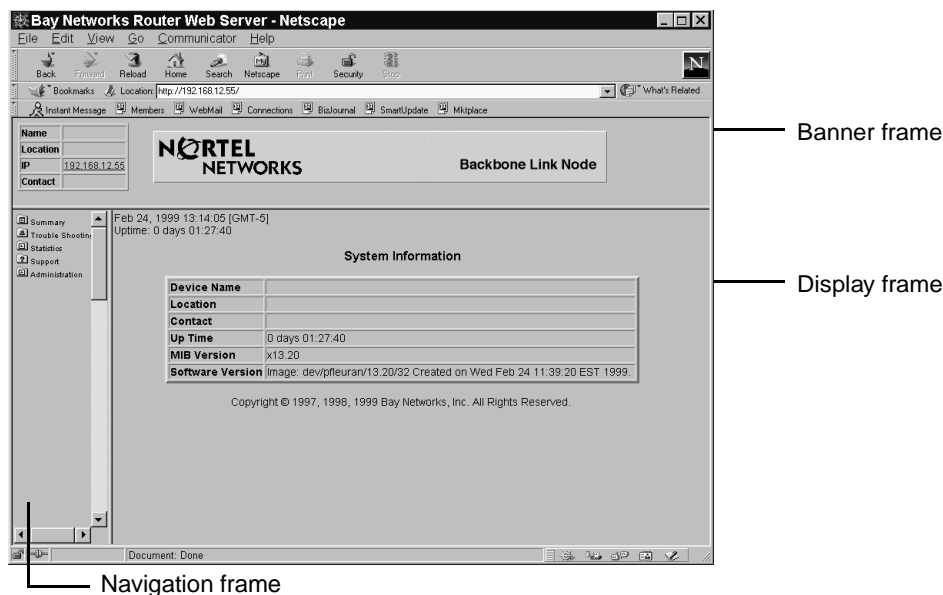 Bay Networks Router Web Server - Netscape
File Edit View Go Communicator Help
Back Forward Reload Home Search Netscape Print Security Stop
N
Bookmarks Location: http://192.168.12.55/ What's Related
Instant Message Members WebMail Connections BizJournal SmartUpdate Mktplace
Name
Location
IP 192.168.12.55
Contact
NORTEL
NETWORKS
Backbone Link Node
Banner frame
Summary
Trouble Shooting
Statistics
Support
Administration
Feb 24, 1999 13:14:05 [GMT-5]
Uptime: 0 days 01:27:40
System Information
Device Name
Location
Contact
Up Time 0 days 01:27:40
MIB Version x13.20
Software Version Image: dev/pfleuran/13.20/32 Created on Wed Feb 24 11:39:20 EST 1999.
Copyright © 1997, 1998, 1999 Bay Networks, Inc. All Rights Reserved.
Display frame
Document: Done
Navigation frame